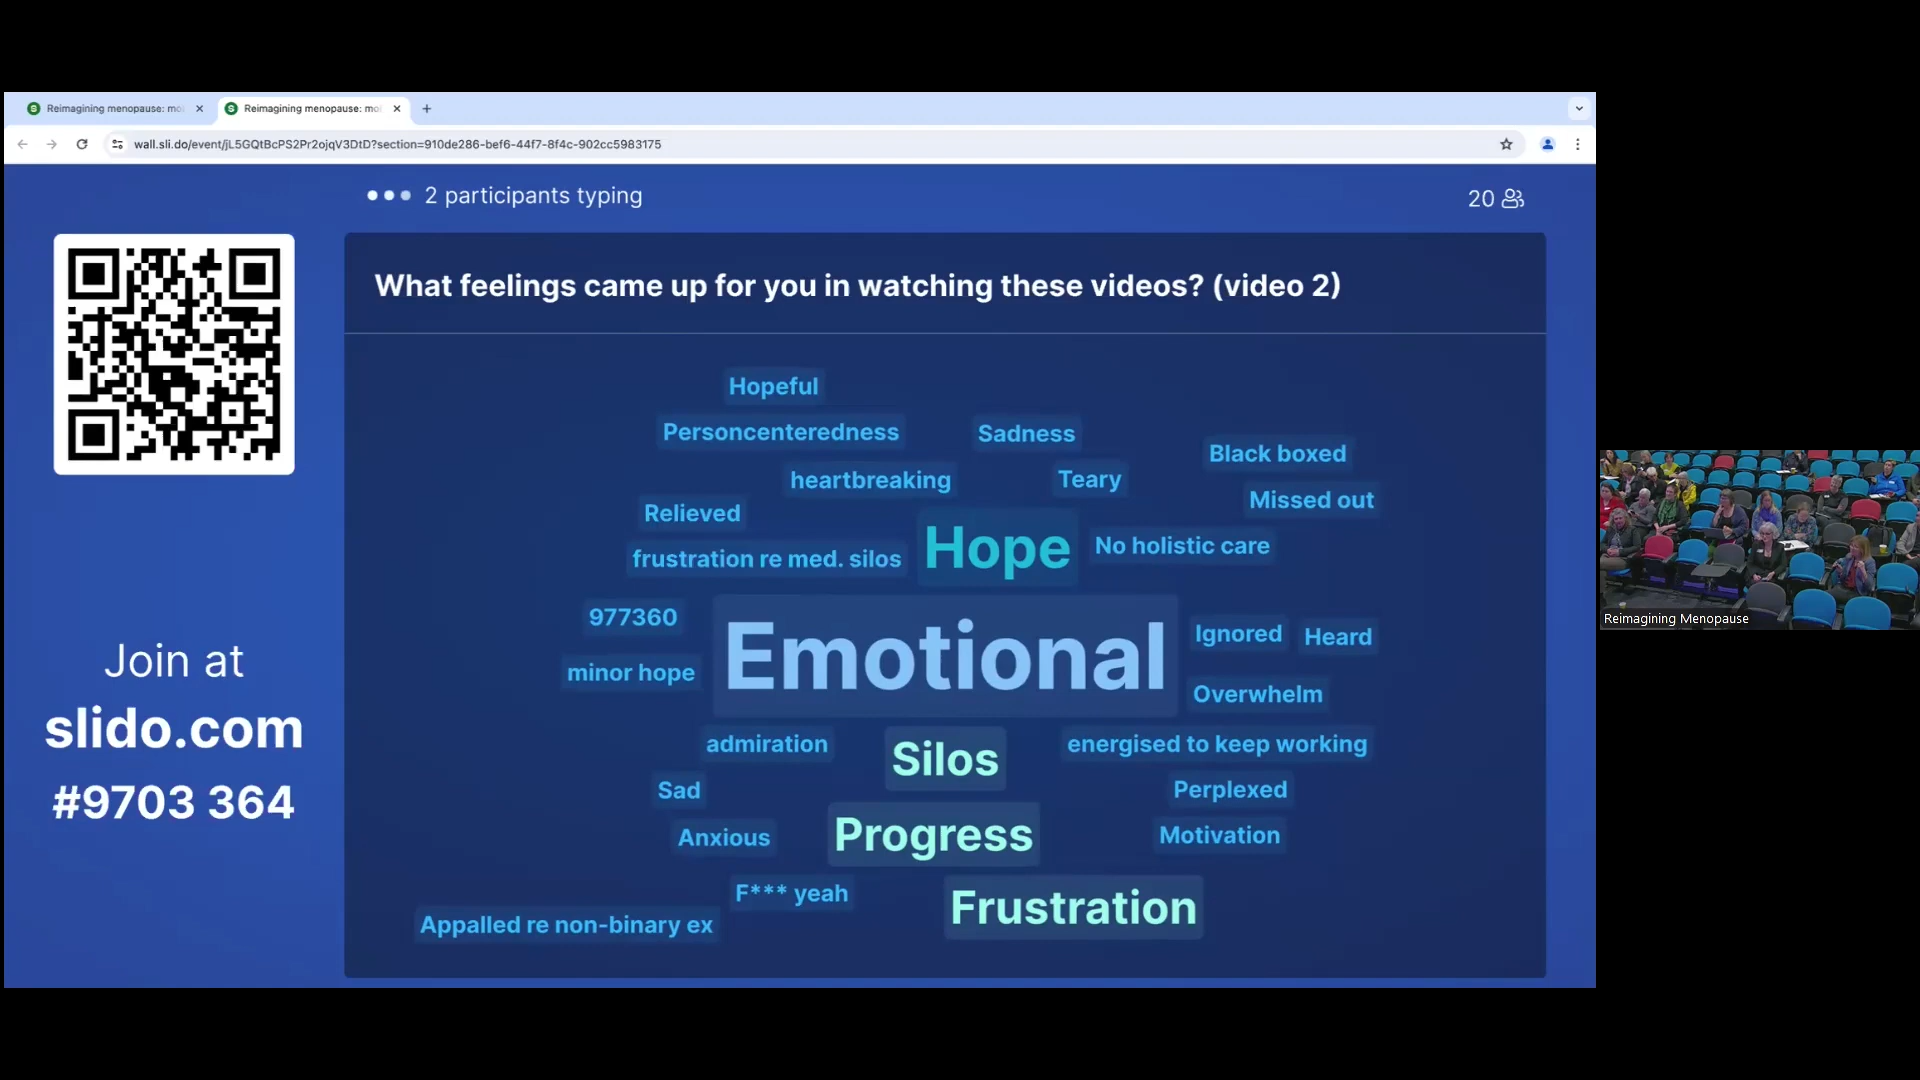 Reimagining menopause: mo
Reimagining menopause: mo
wall.sli.do/event/jL5GQtBcPS2Pr2ojqV3DtD?section=910de286-bef6-44f7-8f4c-902cc5983175
2 participants typing
20
What feelings came up for you in watching these videos? (video 2)
Hopeful
Personcenteredness
Sadness
Black boxed
heartbreaking
Teary
Missed out
Relieved
Hope
No holistic care
frustration re med. silos
977360
Emotional
Ignored
Heard
minor hope
Overwhelm
admiration
Silos
energised to keep working
Sad
Perplexed
Anxious
Progress
Motivation
F*** yeah
Frustration
Appalled re non-binary ex
Join at
slido.com
#9703 364
Reimagining Menopause